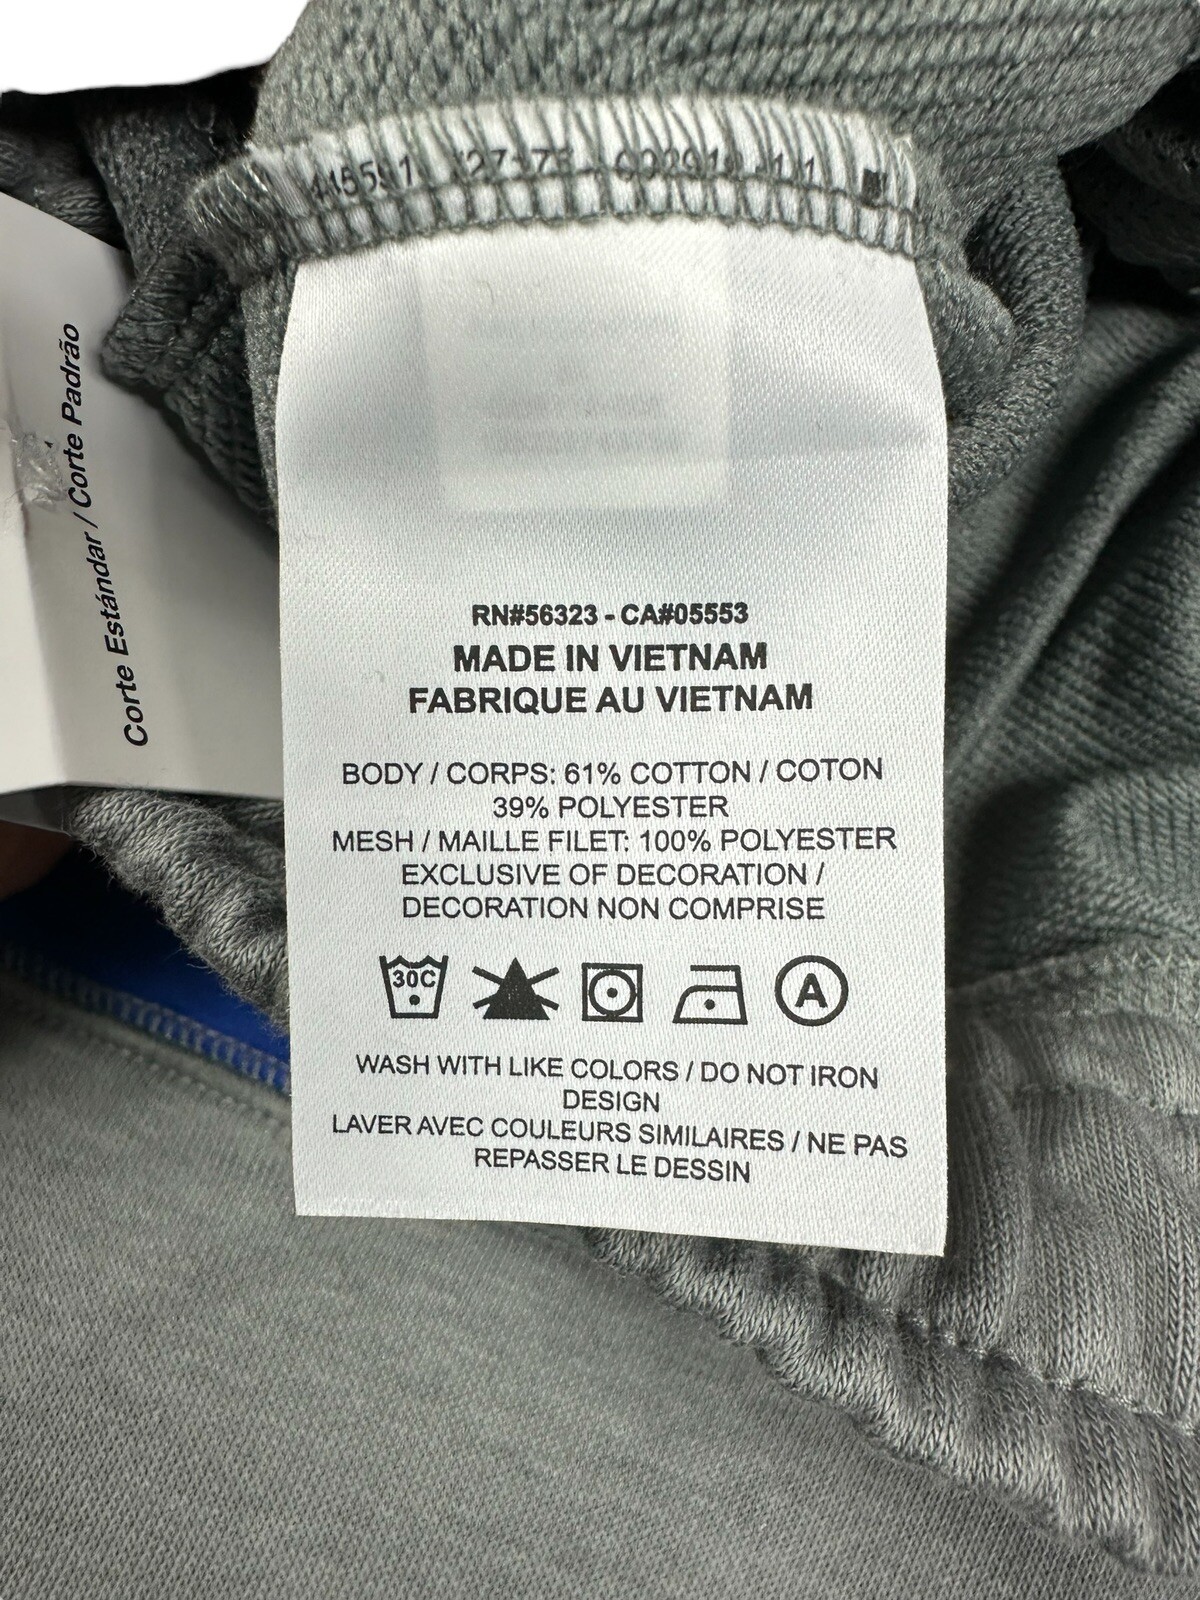 RN#56323 - CA#05553
MADE IN VIETNAM
FABRIQUE AU VIETNAM
BODY / CORPS: 61% COTTON / COTON
39% POLYESTER
MESH / MAILLE FILET: 100% POLYESTER
EXCLUSIVE OF DECORATION /
DECORATION NON COMPRISE
30C
A
WASH WITH LIKE COLORS / DO NOT IRON
DESIGN
LAVER AVEC COULEURS SIMILAIRES / NE PAS
REPASSER LE DESSIN
Corte Estándar / Corte Padrão